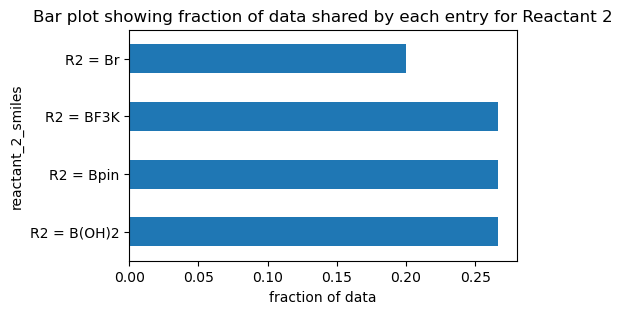 Bar plot showing fraction of data shared by each entry for Reactant 2
reactant_2_smiles
R2 = Br
R2 = BF3K
R2 = Bpin
R2 = B(OH)2
0.00 0.05 0.10 0.15 0.20 0.25
fraction of data